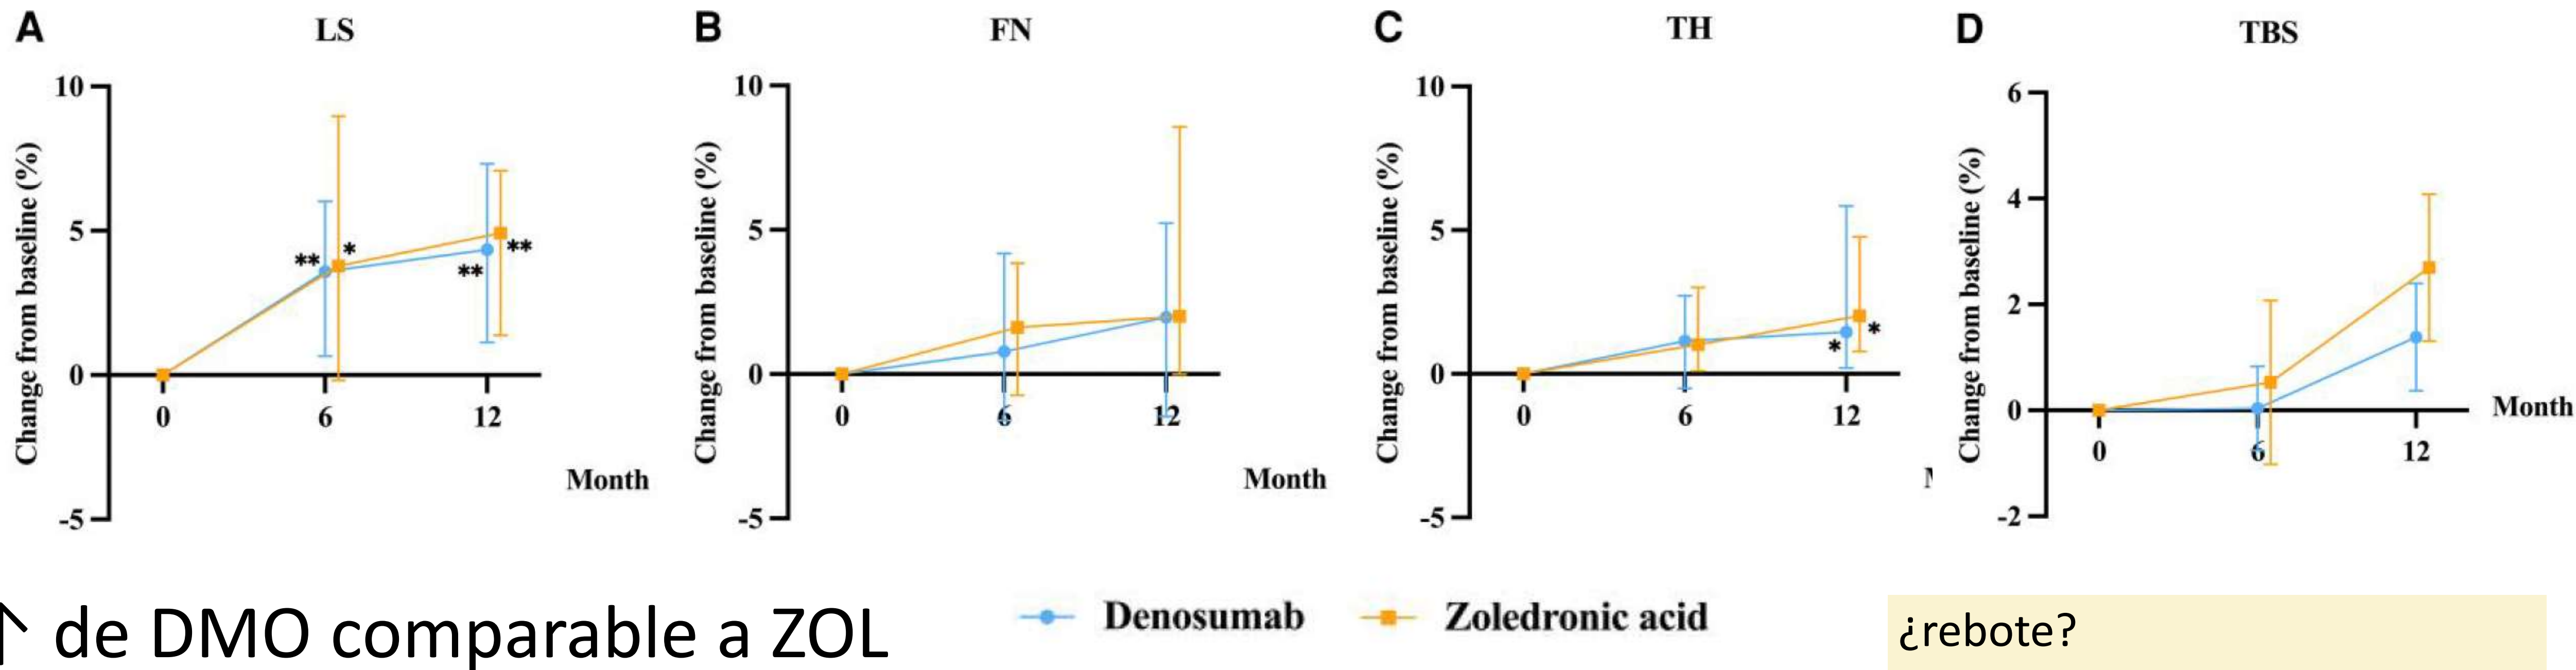 A
LS
Change from baseline (%)
10
5
0
-5
0
6
12
**
*
**
**
Month
B
FN
Change from baseline (%)
10
5
0
-5
0
6
12
Month
C
TH
Change from baseline (%)
10
5
0
-5
0
6
12
*
*
D
TBS
Change from baseline (%)
6
4
2
0
-2
0
6
12
Month
Denosumab
Zoledronic acid
↑ de DMO comparable a ZOL
¿rebote?